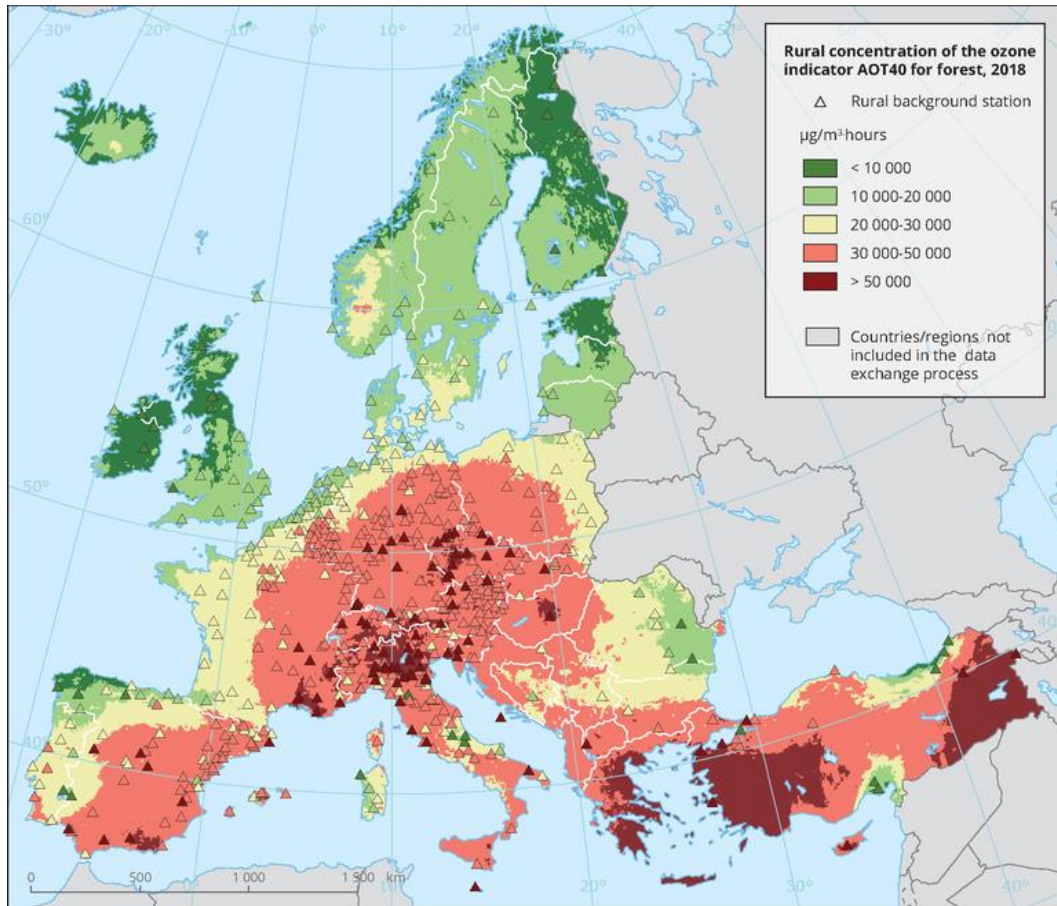 -30° -20° -10° 0° 10° 20° 30° 40° 50° 60° 70°
Rural concentration of the ozone
indicator AOT40 for forest, 2018
Rural background station
µg/m³·hours
< 10 000
10 000-20 000
20 000-30 000
30 000-50 000
> 50 000
Countries/regions not
included in the data
exchange process
60°
50°
40°
40°
0 500 1 000 1 500 km
20° 30° 40°